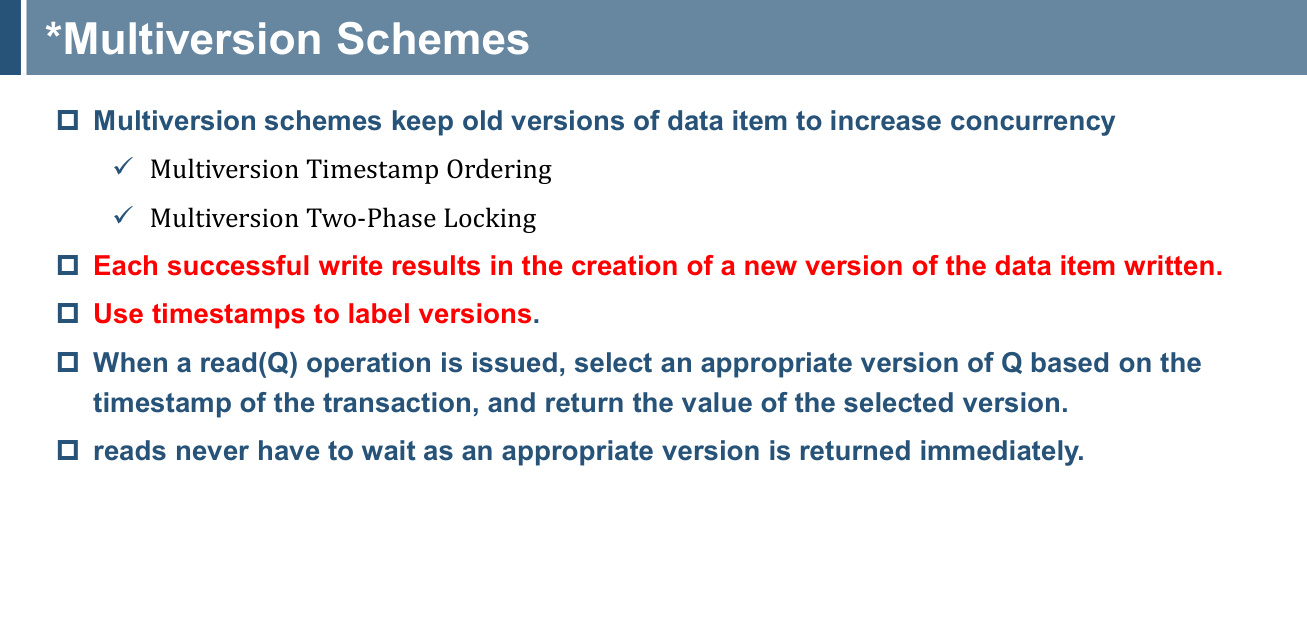 *Multiversion Schemes
Multiversion schemes keep old versions of data item to increase concurrency
Multiversion Timestamp Ordering
Multiversion Two-Phase Locking
Each successful write results in the creation of a new version of the data item written.
Use timestamps to label versions.
When a read(Q) operation is issued, select an appropriate version of Q based on the
timestamp of the transaction, and return the value of the selected version.
reads never have to wait as an appropriate version is returned immediately.